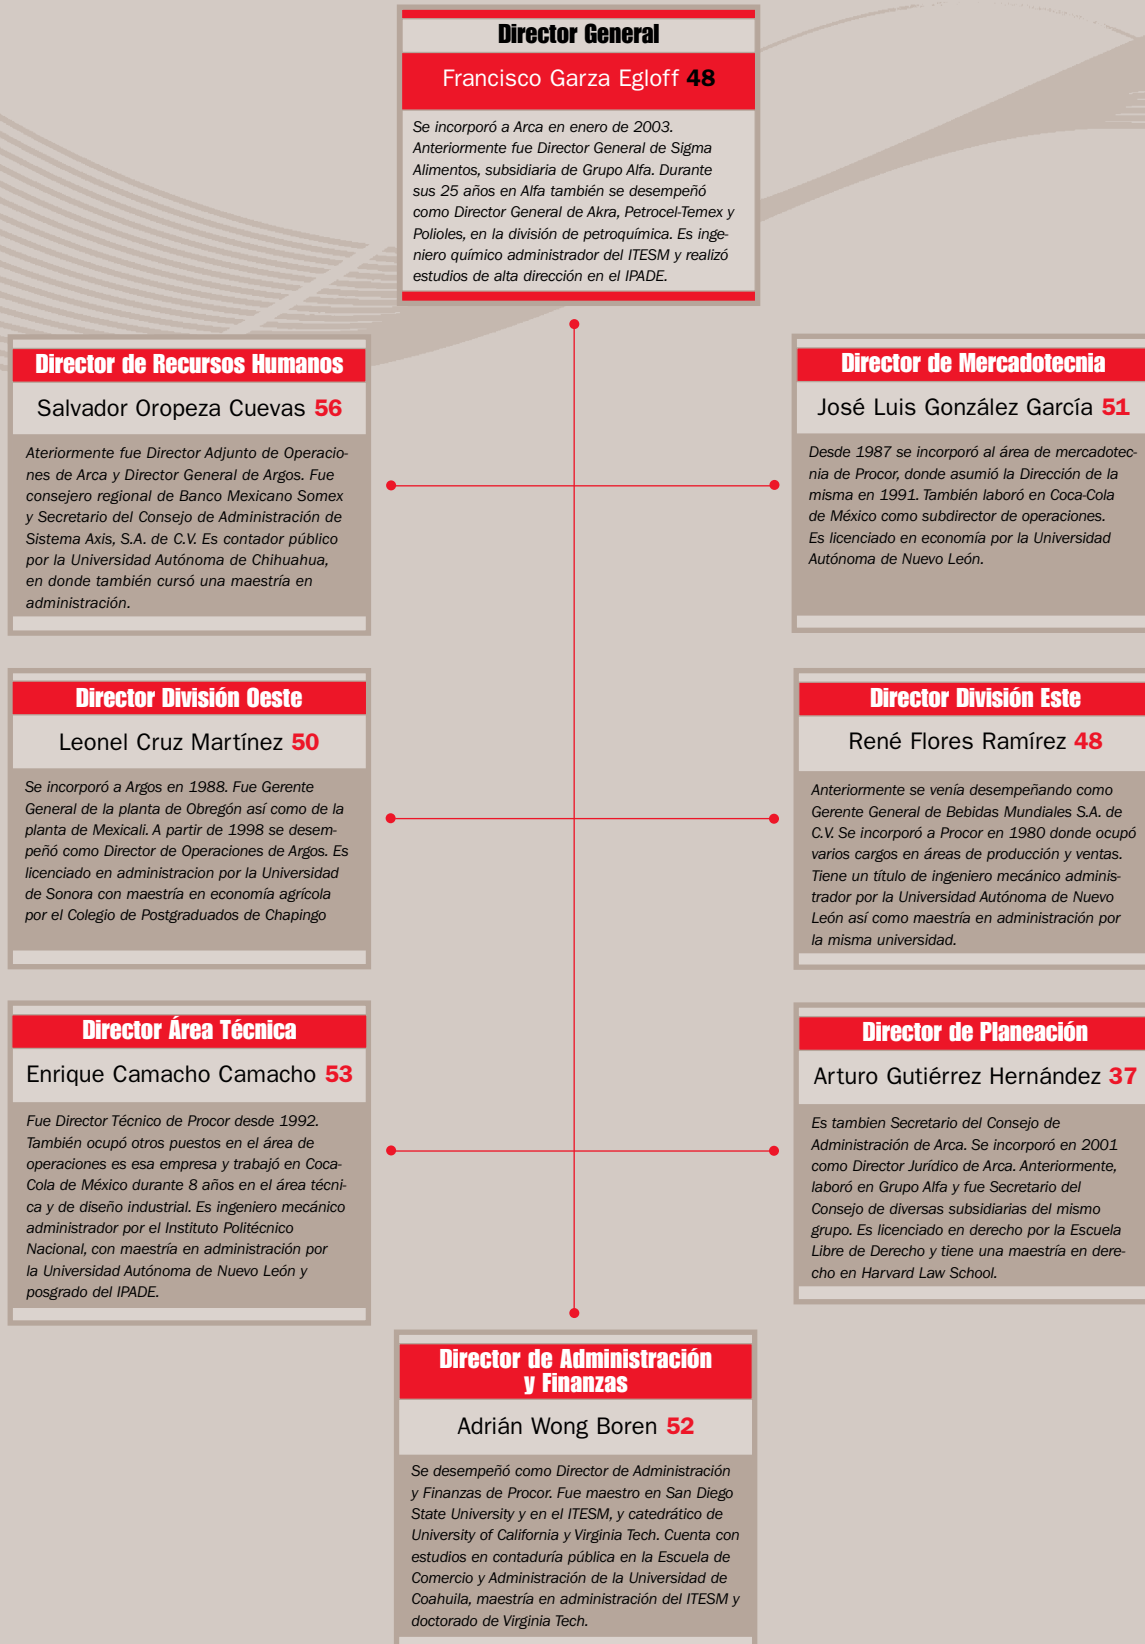 Director General
Francisco Garza Egloff 48
Se incorporó a Arca en enero de 2003.
Anteriormente fue Director General de Sigma
Alimentos, subsidiaria de Grupo Alfa. Durante
sus 25 años en Alfa también se desempeñó
como Director General de Akra, Petrocel-Temex y
Polioles, en la división de petroquímica. Es inge-
niero químico administrador del ITESM y realizó
estudios de alta dirección en el IPADE.
Director de Recursos Humanos
Salvador Oropeza Cuevas 56
Ateriormente fue Director Adjunto de Operacio-
nes de Arca y Director General de Argos. Fue
consejero regional de Banco Mexicano Somex
y Secretario del Consejo de Administración de
Sistema Axis, S.A. de C.V. Es contador público
por la Universidad Autónoma de Chihuahua,
en donde también cursó una maestría en
administración.
Director de Mercadotecnia
José Luis González García 51
Desde 1987 se incorporó al área de mercadotec-
nia de Procor, donde asumió la Dirección de la
misma en 1991. También laboró en Coca-Cola
de México como subdirector de operaciones.
Es licenciado en economía por la Universidad
Autónoma de Nuevo León.
Director División Oeste
Leonel Cruz Martínez 50
Se incorporó a Argos en 1988. Fue Gerente
General de la planta de Obregón así como de la
planta de Mexicali. A partir de 1998 se desem-
peñó como Director de Operaciones de Argos. Es
licenciado en administracion por la Universidad
de Sonora con maestría en economía agrícola
por el Colegio de Postgraduados de Chapingo
Director División Este
René Flores Ramírez 48
Anteriormente se venía desempeñando como
Gerente General de Bebidas Mundiales S.A. de
C.V. Se incorporó a Procor en 1980 donde ocupó
varios cargos en áreas de producción y ventas.
Tiene un título de ingeniero mecánico adminis-
trador por la Universidad Autónoma de Nuevo
León así como maestría en administración por
la misma universidad.
Director Área Técnica
Enrique Camacho Camacho 53
Fue Director Técnico de Procor desde 1992.
También ocupó otros puestos en el área de
operaciones es esa empresa y trabajó en Coca-
Cola de México durante 8 años en el área técni-
ca y de diseño industrial. Es ingeniero mecánico
administrador por el Instituto Politécnico
Nacional, con maestría en administración por
la Universidad Autónoma de Nuevo León y
posgrado del IPADE.
Director de Planeación
Arturo Gutiérrez Hernández 37
Es tambien Secretario del Consejo de
Administración de Arca. Se incorporó en 2001
como Director Jurídico de Arca. Anteriormente,
laboró en Grupo Alfa y fue Secretario del
Consejo de diversas subsidiarias del mismo
grupo. Es licenciado en derecho por la Escuela
Libre de Derecho y tiene una maestría en dere-
cho en Harvard Law School.
Director de Administración
y Finanzas
Adrián Wong Boren 52
Se desempeñó como Director de Administración
y Finanzas de Procor. Fue maestro en San Diego
State University y en el ITESM, y catedrático de
University of California y Virginia Tech. Cuenta con
estudios en contaduría pública en la Escuela de
Comercio y Administración de la Universidad de
Coahuila, maestría en administración del ITESM y
doctorado de Virginia Tech.